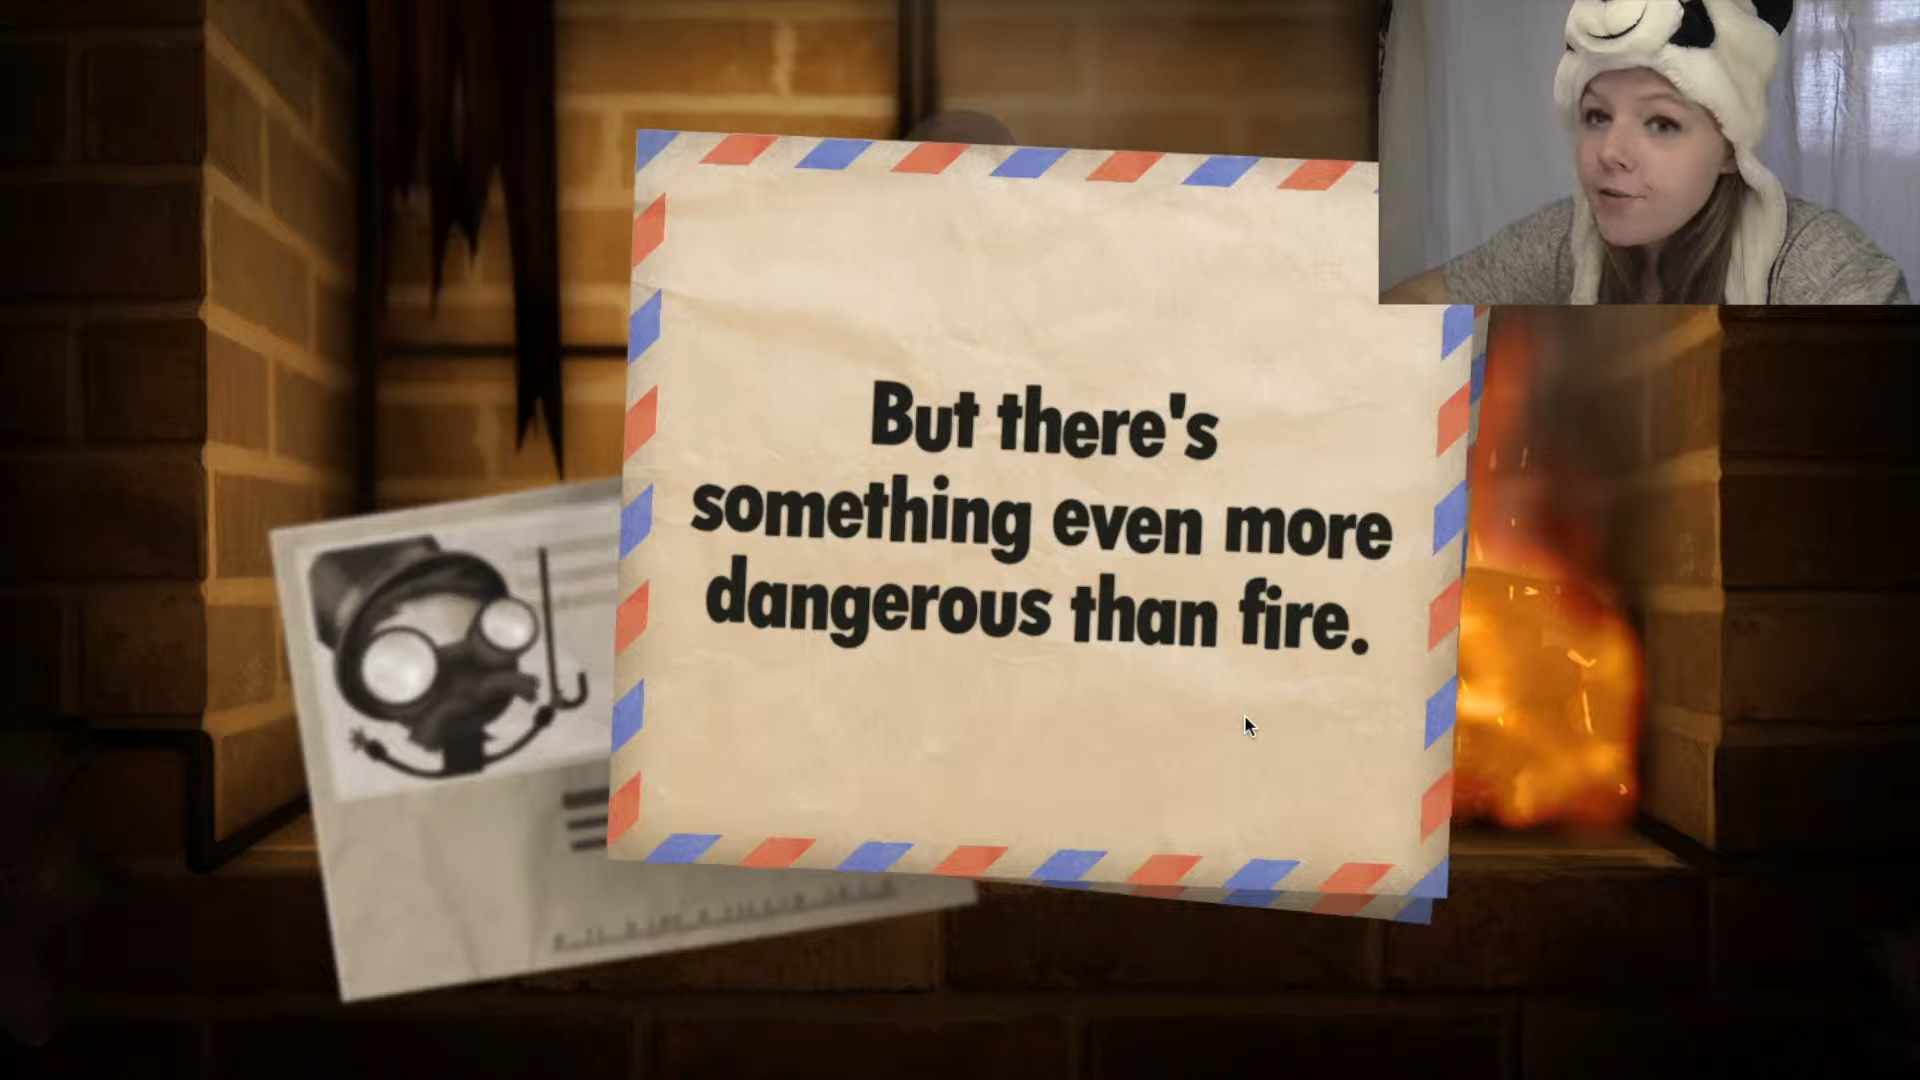 But there's
something even more
dangerous than fire.